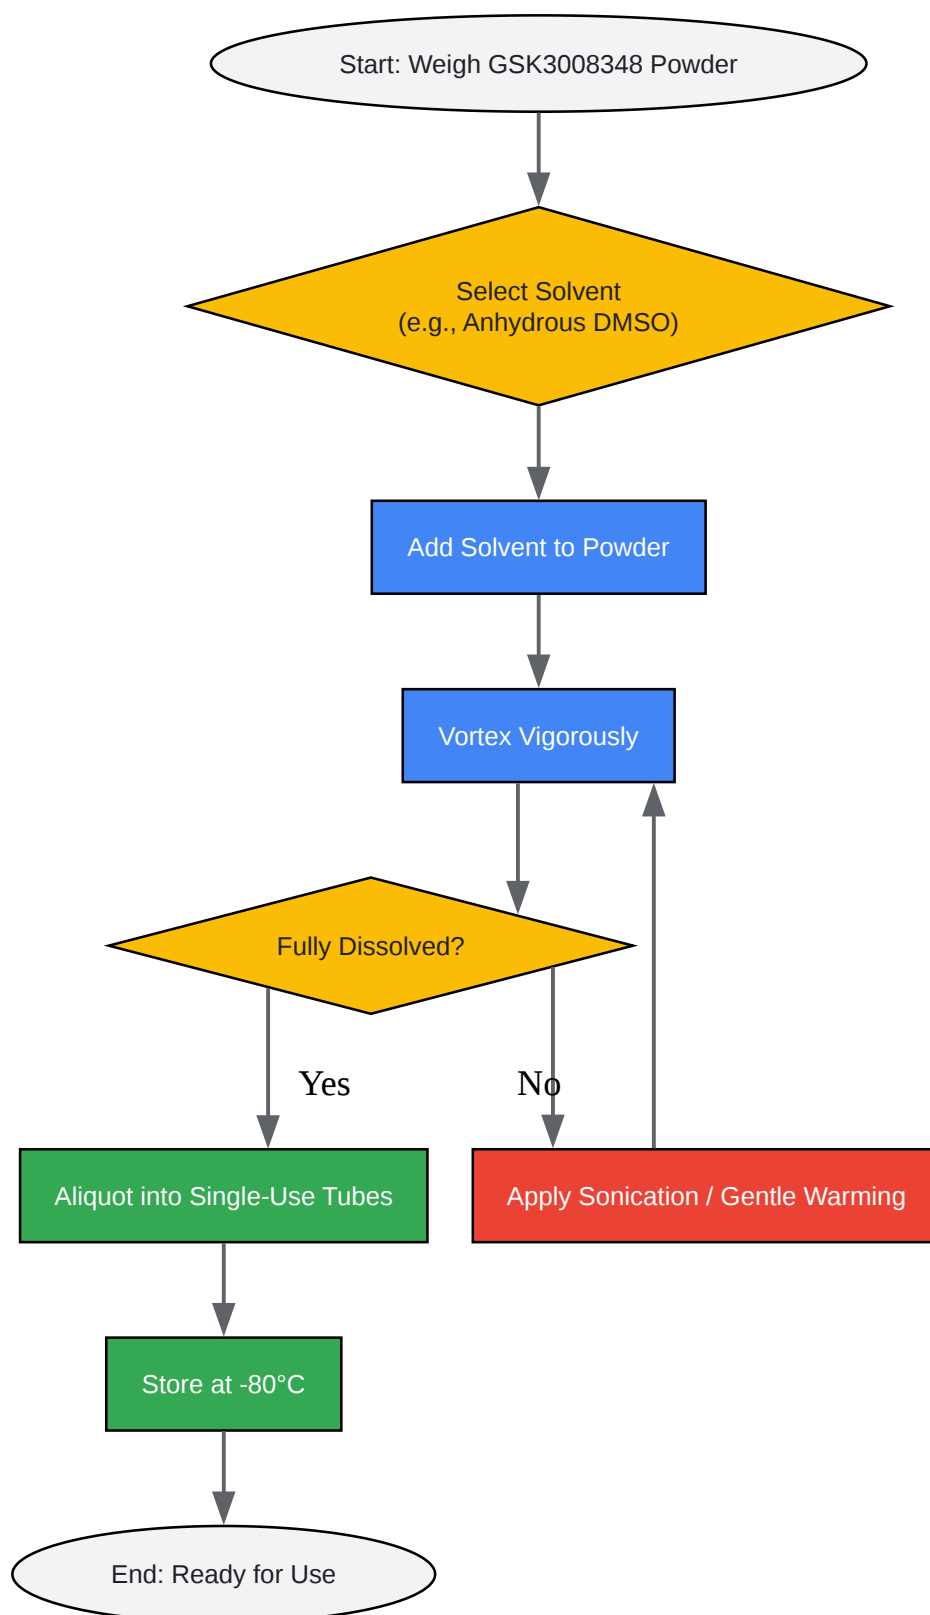 Start: Weigh GSK3008348 Powder
Select Solvent
(e.g., Anhydrous DMSO)
Add Solvent to Powder
Vortex Vigorously
Fully Dissolved?
Yes
No
Aliquot into Single-Use Tubes
Apply Sonication / Gentle Warming
Store at -80°C
End: Ready for Use